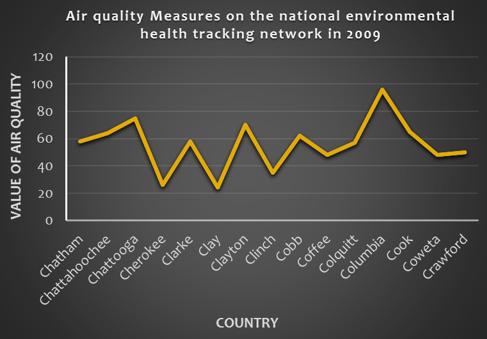 Air quality Measures on the national environmental
health tracking network in 2009
VALUE OF AIR QUALITY
120
100
80
60
40
20
0
Chatham
Chattahoochee
Chattooga
Cherokee
Clarke
Clay
Clayton
Clinch
Cobb
Coffee
Colquitt
Columbia
Cook
Coweta
Crawford
COUNTRY